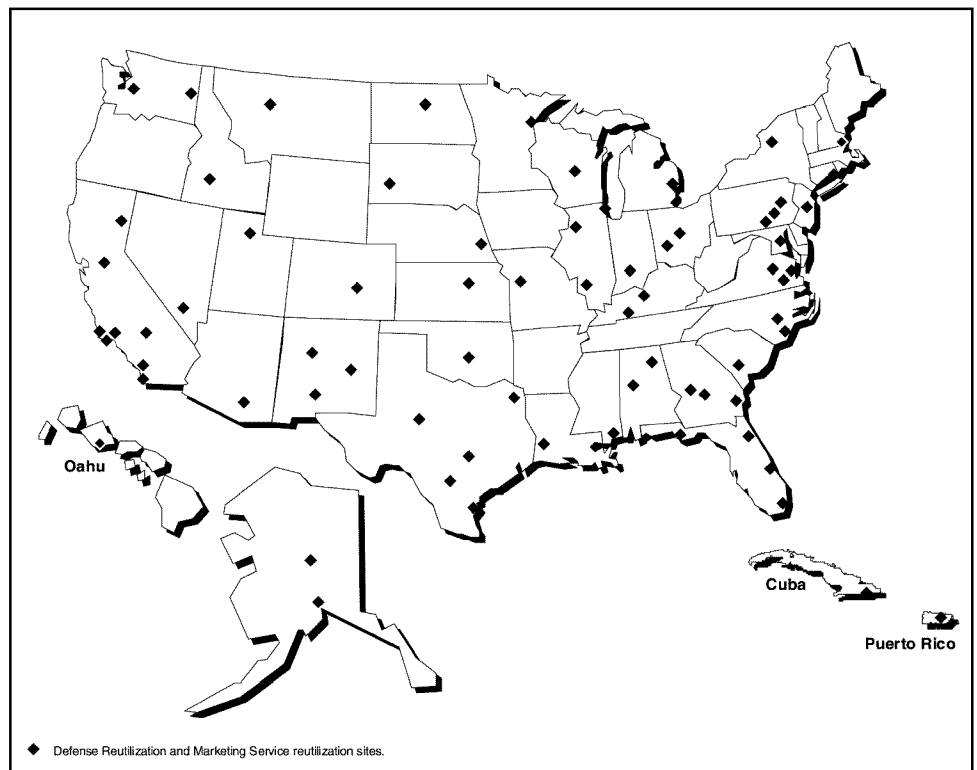 Oahu
Cuba
Puerto Rico
Defense Reutilization and Marketing Service reutilization sites.